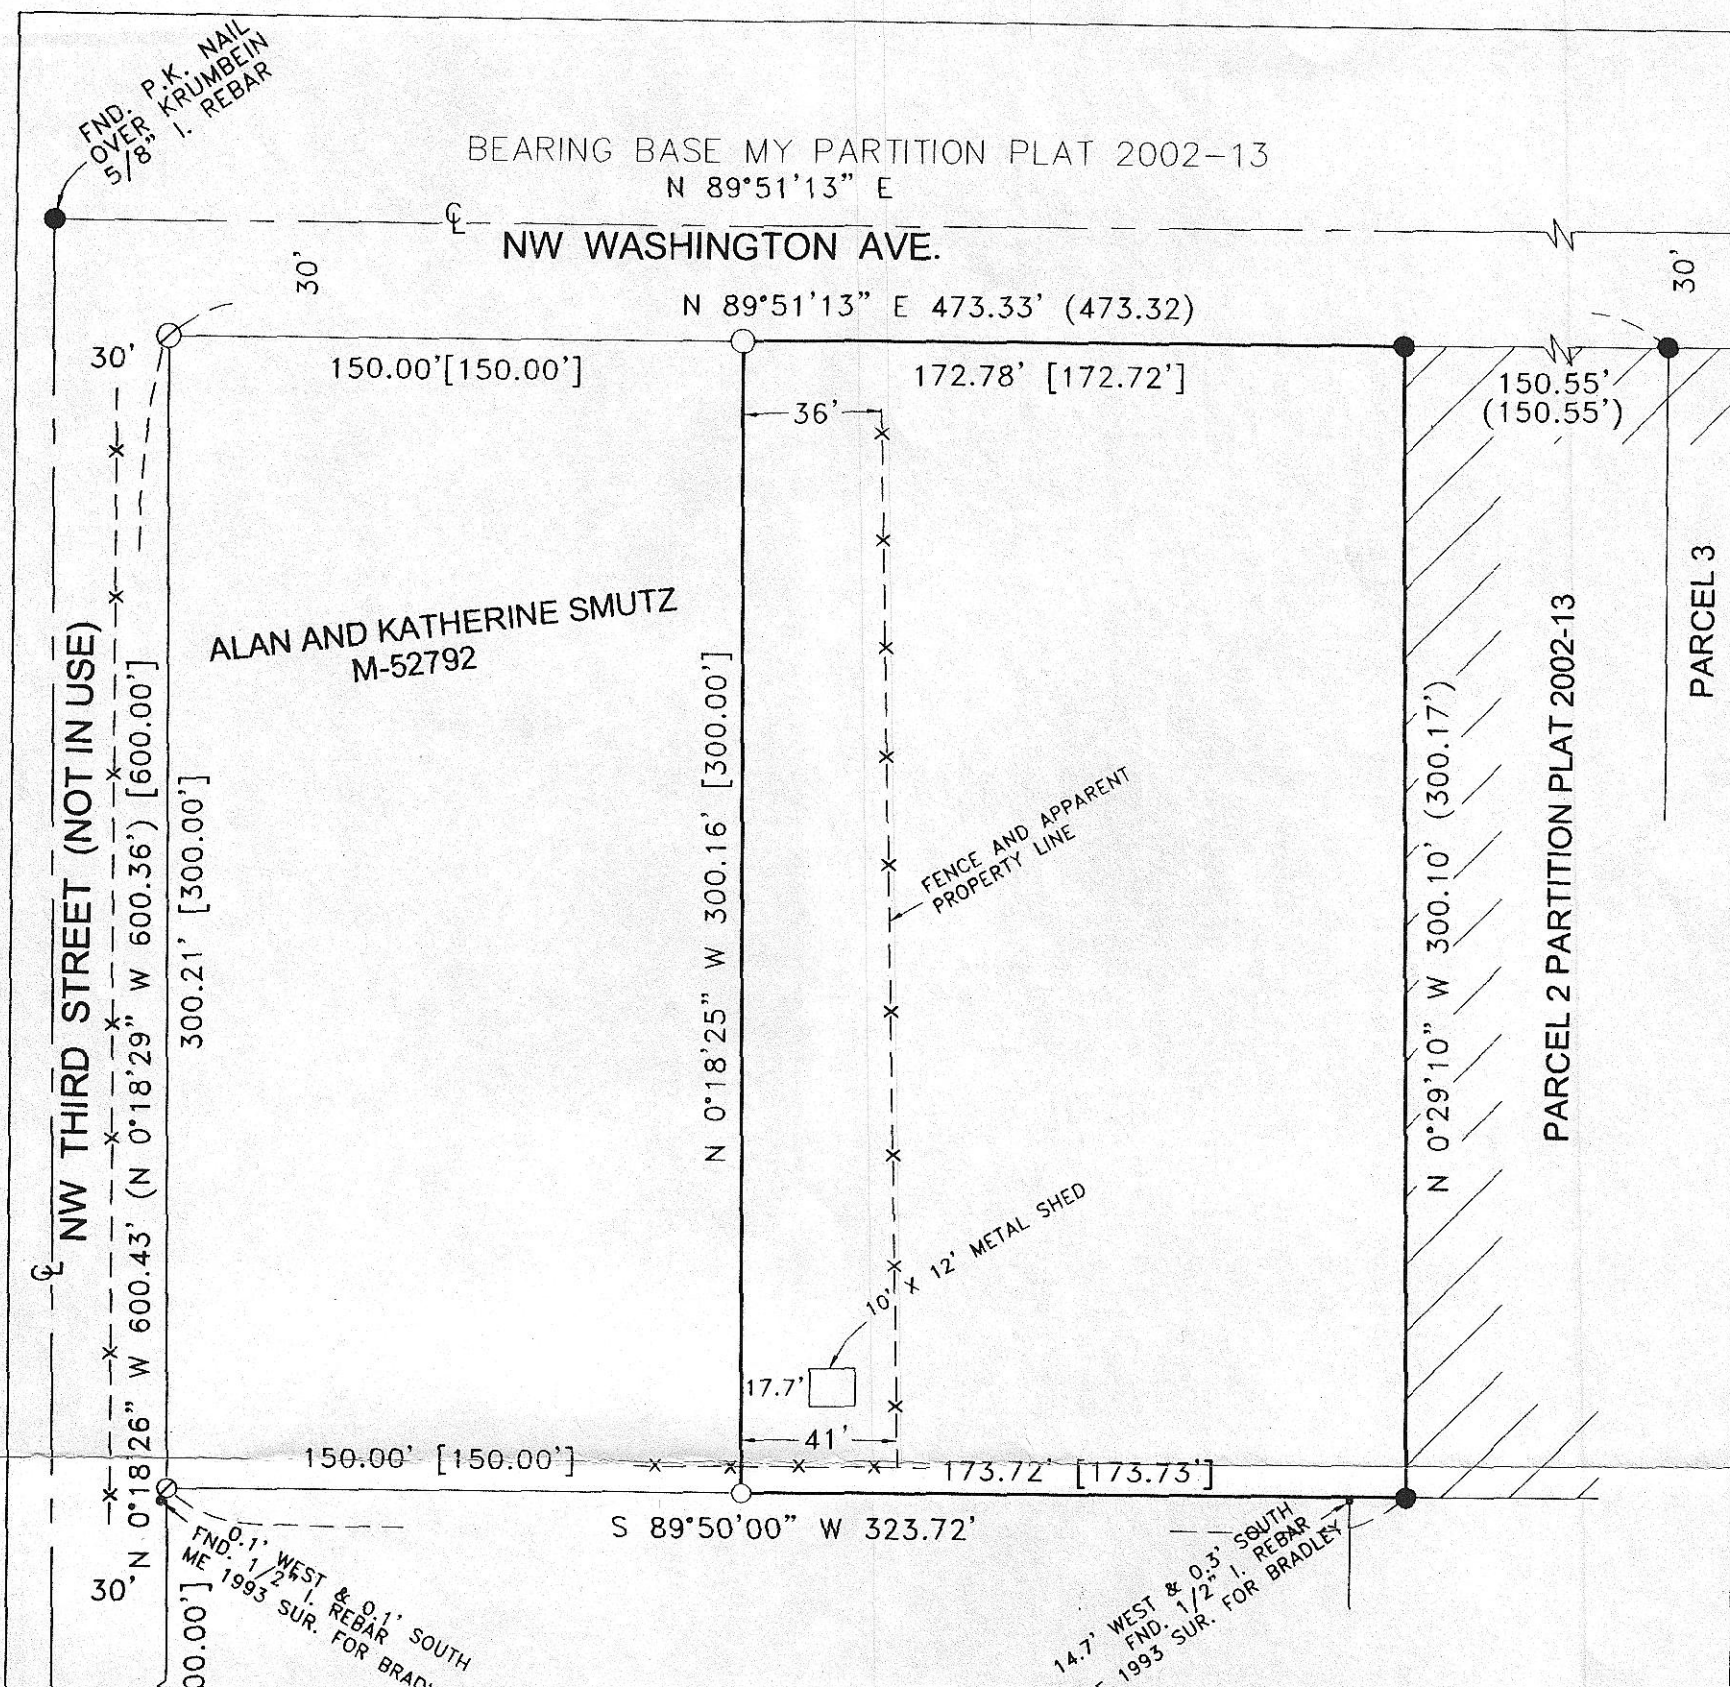 FND. P.K. NAIL
OVER KRUMBEIN
5/8" I. REBAR
BEARING BASE MY PARTITION PLAT 2002-13
N 89°51'13" E
℄
NW WASHINGTON AVE.
30'
30'
N 89°51'13" E 473.33' (473.32)
30'
150.00'[150.00']
172.78' [172.72']
150.55'
(150.55')
36'
ALAN AND KATHERINE SMUTZ
M-52792
NW THIRD STREET (NOT IN USE)
℄
N 0°18'26" W 600.43' (N 0°18'29" W 600.36') [600.00']
300.21' [300.00']
N 0°18'25" W 300.16' [300.00']
FENCE AND APPARENT
PROPERTY LINE
N 0°29'10" W 300.10' (300.17')
PARCEL 2 PARTITION PLAT 2002-13
PARCEL 3
10' X 12' METAL SHED
17.7'
41'
150.00' [150.00']
173.72' [173.73']
S 89°50'00" W 323.72'
30'
0.1' WEST & 0.1' SOUTH
FND. 1/2" I. REBAR
ME 1993 SUR. FOR BRAD
00.00']
14.7' WEST & 0.3' SOUTH
FND. 1/2" I. REBAR
1993 SUR. FOR BRADLEY